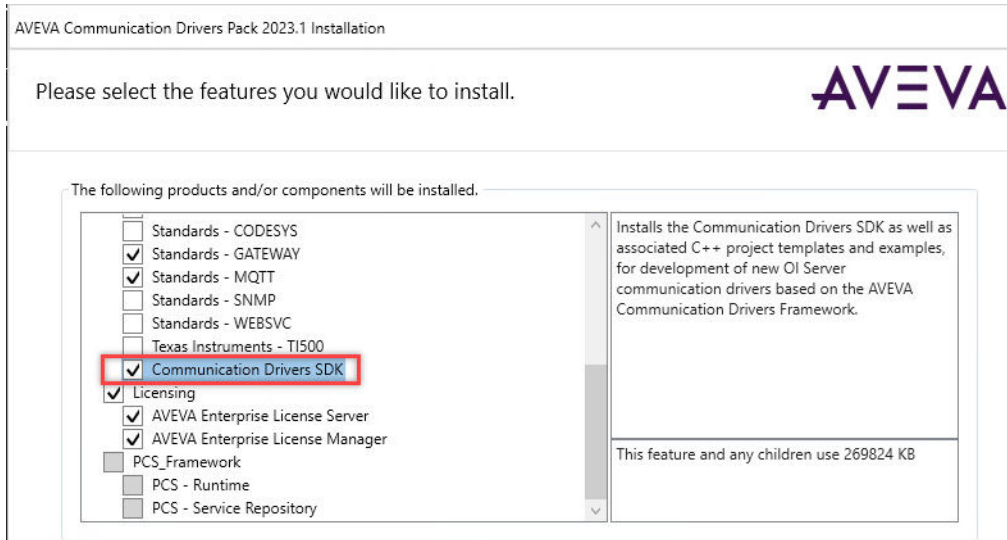 AVEVA Communication Drivers Pack 2023.1 Installation
Please select the features you would like to install.
AVEVA
The following products and/or components will be installed.
Standards - CODESYS
Standards - GATEWAY
Standards - MQTT
Standards - SNMP
Standards - WEBSVC
Texas Instruments - TI500
Communication Drivers SDK
Licensing
AVEVA Enterprise License Server
AVEVA Enterprise License Manager
PCS_Framework
PCS - Runtime
PCS - Service Repository
Installs the Communication Drivers SDK as well as
associated C++ project templates and examples,
for development of new OI Server
communication drivers based on the AVEVA
Communication Drivers Framework.
This feature and any children use 269824 KB